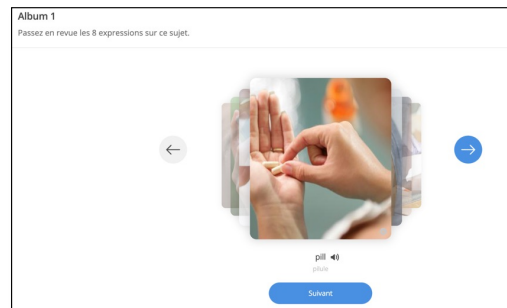 Album 1
Passez en revue les 8 expressions sur ce sujet.
pill
pilule
Suivant